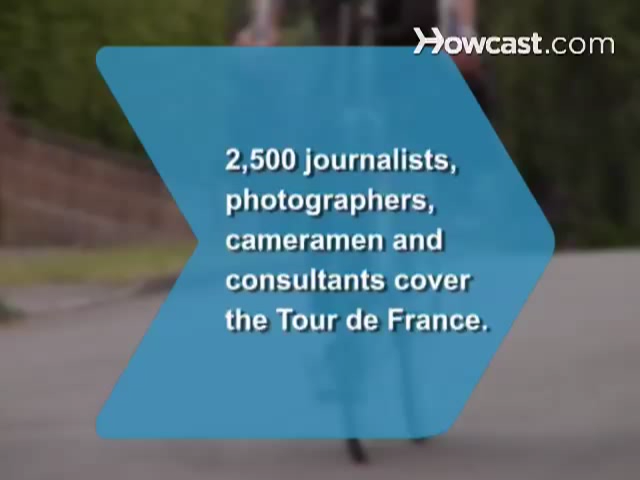 Howcast.com
2,500 journalists,
photographers,
cameramen and
consultants cover
the Tour de France.